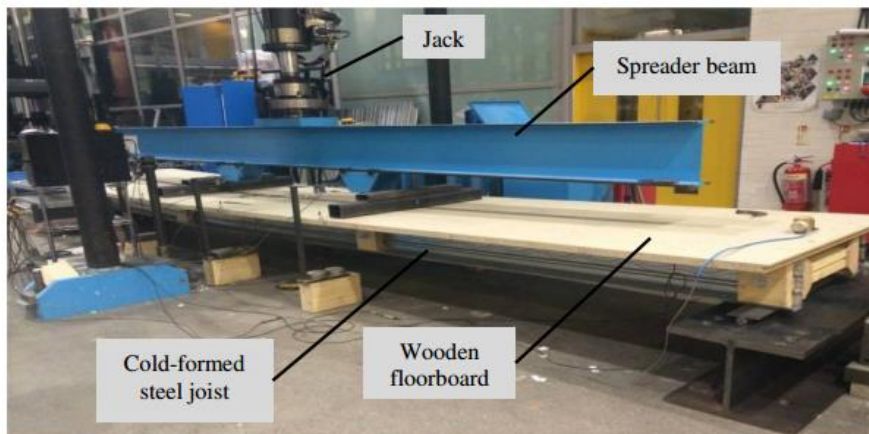 Jack
Spreader beam
Cold-formed
steel joist
Wooden
floorboard